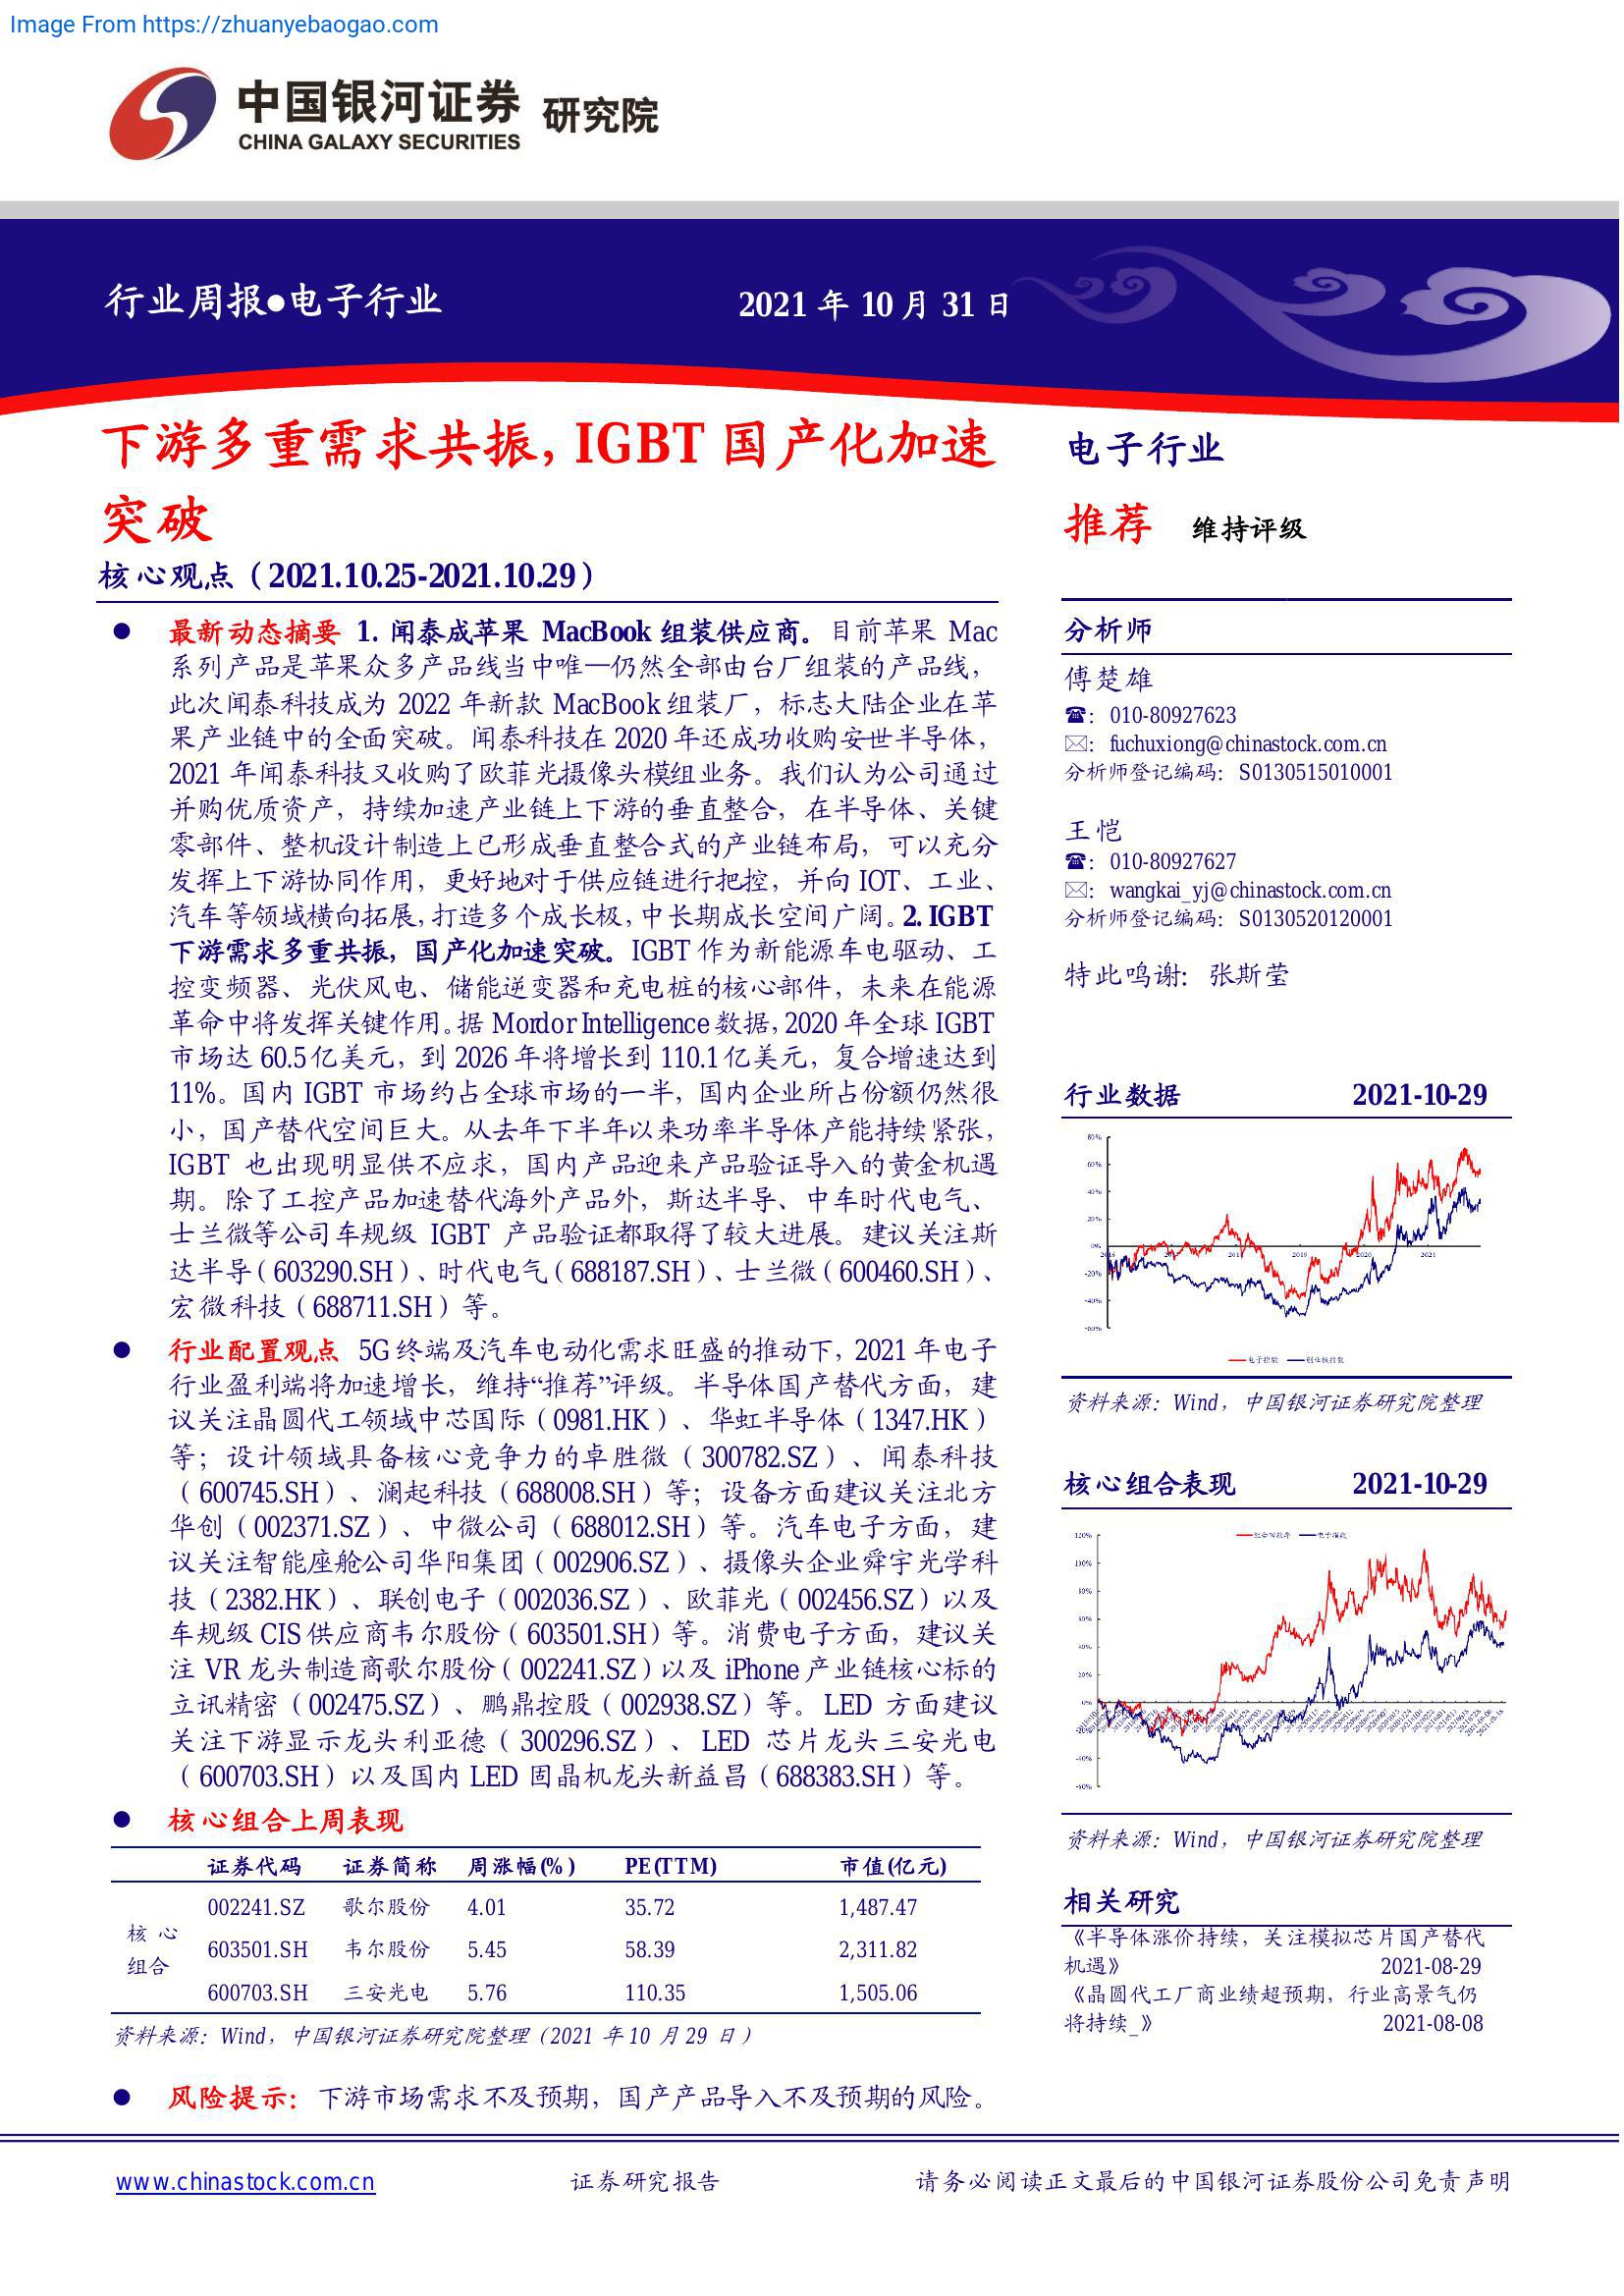 Image From https://zhuanyebaogao.com
中国银河证券 研究院
CHINA GALAXY SECURITIES
行业周报●电子行业
2021 年 10 月 31 日
下游多重需求共振，IGBT 国产化加速
突破
核心观点（2021.10.25-2021.10.29）
● 最新动态摘要 1. 闻泰成苹果 MacBook 组装供应商。目前苹果 Mac
系列产品是苹果众多产品线当中唯一仍然全部由台厂组装的产品线，
此次闻泰科技成为 2022 年新款 MacBook 组装厂，标志大陆企业在苹
果产业链中的全面突破。闻泰科技在 2020 年还成功收购安世半导体，
2021 年闻泰科技又收购了欧菲光摄像头模组业务。我们认为公司通过
并购优质资产，持续加速产业链上下游的垂直整合，在半导体、关键
零部件、整机设计制造上已形成垂直整合式的产业链布局，可以充分
发挥上下游协同作用，更好地对于供应链进行把控，并向 IOT、工业、
汽车等领域横向拓展，打造多个成长极，中长期成长空间广阔。2. IGBT
下游需求多重共振，国产化加速突破。IGBT 作为新能源车电驱动、工
控变频器、光伏风电、储能逆变器和充电桩的核心部件，未来在能源
革命中将发挥关键作用。据 Mordor Intelligence 数据，2020 年全球 IGBT
市场达 60.5 亿美元，到 2026 年将增长到 110.1 亿美元，复合增速达到
11%。国内 IGBT 市场约占全球市场的一半，国内企业所占份额仍然很
小，国产替代空间巨大。从去年下半年以来功率半导体产能持续紧张，
IGBT 也出现明显供不应求，国内产品迎来产品验证导入的黄金机遇
期。除了工控产品加速替代海外产品外，斯达半导、中车时代电气、
士兰微等公司车规级 IGBT 产品验证都取得了较大进展。建议关注斯
达半导（603290.SH）、时代电气（688187.SH）、士兰微（600460.SH）、
宏微科技（688711.SH）等。
● 行业配置观点 5G 终端及汽车电动化需求旺盛的推动下，2021 年电子
行业盈利端将加速增长，维持“推荐”评级。半导体国产替代方面，建
议关注晶圆代工领域中芯国际（0981.HK）、华虹半导体（1347.HK）
等；设计领域具备核心竞争力的卓胜微（300782.SZ）、闻泰科技
（600745.SH）、澜起科技（688008.SH）等；设备方面建议关注北方
华创（002371.SZ）、中微公司（688012.SH）等。汽车电子方面，建
议关注智能座舱公司华阳集团（002906.SZ）、摄像头企业舜宇光学科
技（2382.HK）、联创电子（002036.SZ）、欧菲光（002456.SZ）以及
车规级 CIS 供应商韦尔股份（603501.SH）等。消费电子方面，建议关
注 VR 龙头制造商歌尔股份（002241.SZ）以及 iPhone 产业链核心标的
立讯精密（002475.SZ）、鹏鼎控股（002938.SZ）等。LED 方面建议
关注下游显示龙头利亚德（300296.SZ）、LED 芯片龙头三安光电
（600703.SH）以及国内 LED 固晶机龙头新益昌（688383.SH）等。
● 核心组合上周表现
证券代码 证券简称 周涨幅(%) PE(TTM) 市值(亿元)
核心
组合
002241.SZ 歌尔股份 4.01 35.72 1,487.47
603501.SH 韦尔股份 5.45 58.39 2,311.82
600703.SH 三安光电 5.76 110.35 1,505.06
资料来源：Wind，中国银河证券研究院整理（2021 年 10 月 29 日）
● 风险提示：下游市场需求不及预期，国产产品导入不及预期的风险。
电子行业
推荐 维持评级
分析师
傅楚雄
☎：010-80927623
✉：fuchuxiong@chinastock.com.cn
分析师登记编码：S0130515010001
王恺
☎：010-80927627
✉：wangkai_yj@chinastock.com.cn
分析师登记编码：S0130520120001
特此鸣谢：张斯莹
行业数据 2021-10-29
80%
60%
40%
20%
0%
-20%
-40%
-60%
2016 2018 2019 2020 2021
电子指数 创业板指数
资料来源：Wind，中国银河证券研究院整理
核心组合表现 2021-10-29
组合回报率 电子指数
120%
100%
80%
60%
40%
20%
0%
-20%
-40%
-60%
资料来源：Wind，中国银河证券研究院整理
相关研究
《半导体涨价持续，关注模拟芯片国产替代
机遇》 2021-08-29
《晶圆代工厂商业绩超预期，行业高景气仍
将持续_》 2021-08-08
www.chinastock.com.cn
证券研究报告
请务必阅读正文最后的中国银河证券股份公司免责声明